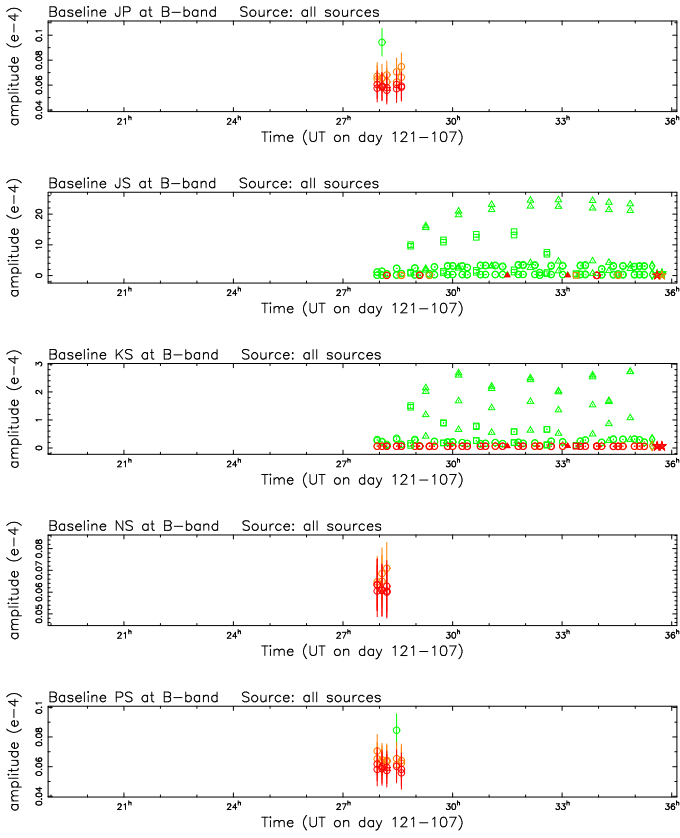 Baseline JP at B-band Source: all sources
amplitude (e-4)
0.04 0.06 0.08 0.1
21h 24h 27h 30h 33h 36h
Time (UT on day 121-107)
Baseline JS at B-band Source: all sources
amplitude (e-4)
0 10 20
21h 24h 27h 30h 33h 36h
Time (UT on day 121-107)
Baseline KS at B-band Source: all sources
amplitude (e-4)
0 1 2 3
21h 24h 27h 30h 33h 36h
Time (UT on day 121-107)
Baseline NS at B-band Source: all sources
amplitude (e-4)
0.05 0.06 0.07 0.08
21h 24h 27h 30h 33h 36h
Time (UT on day 121-107)
Baseline PS at B-band Source: all sources
amplitude (e-4)
0.04 0.06 0.08 0.1
21h 24h 27h 30h 33h 36h
Time (UT on day 121-107)